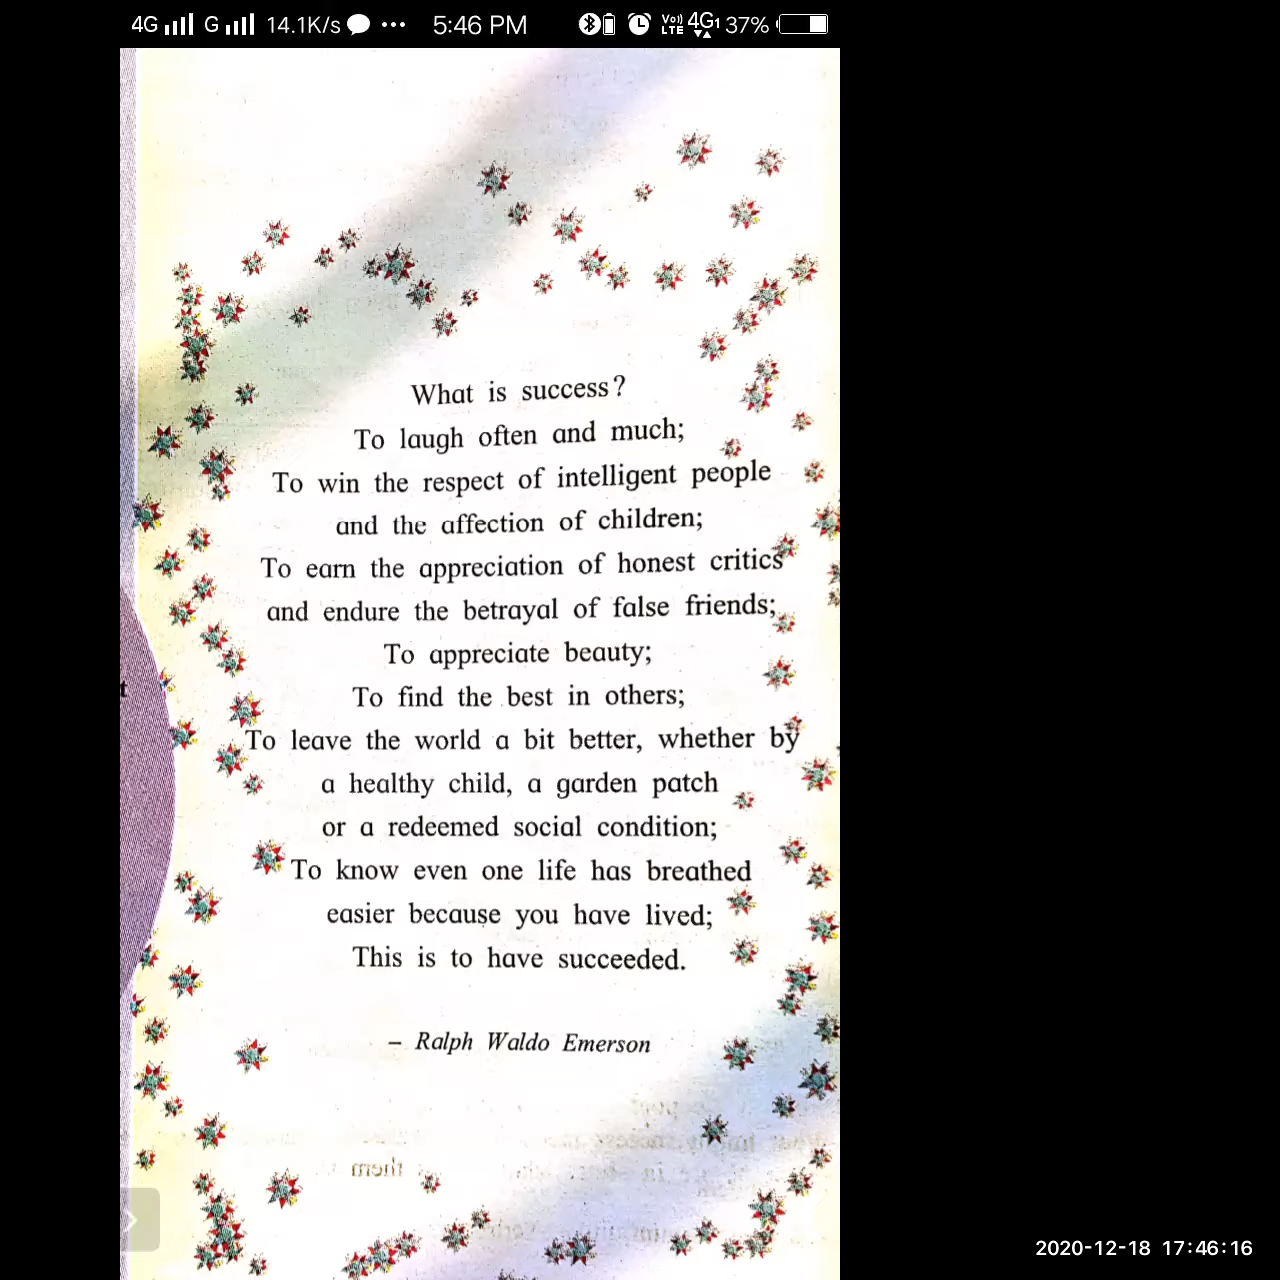 4G G 14.1K/s ... 5:46 PM Vo)) LTE 4G1 37%
What is success?
To laugh often and much;
To win the respect of intelligent people
and the affection of children;
To earn the appreciation of honest critics
and endure the betrayal of false friends;
To appreciate beauty;
To find the best in others;
To leave the world a bit better, whether by
a healthy child, a garden patch
or a redeemed social condition;
To know even one life has breathed
easier because you have lived;
This is to have succeeded.
– Ralph Waldo Emerson
t
2020-12-18 17:46:16